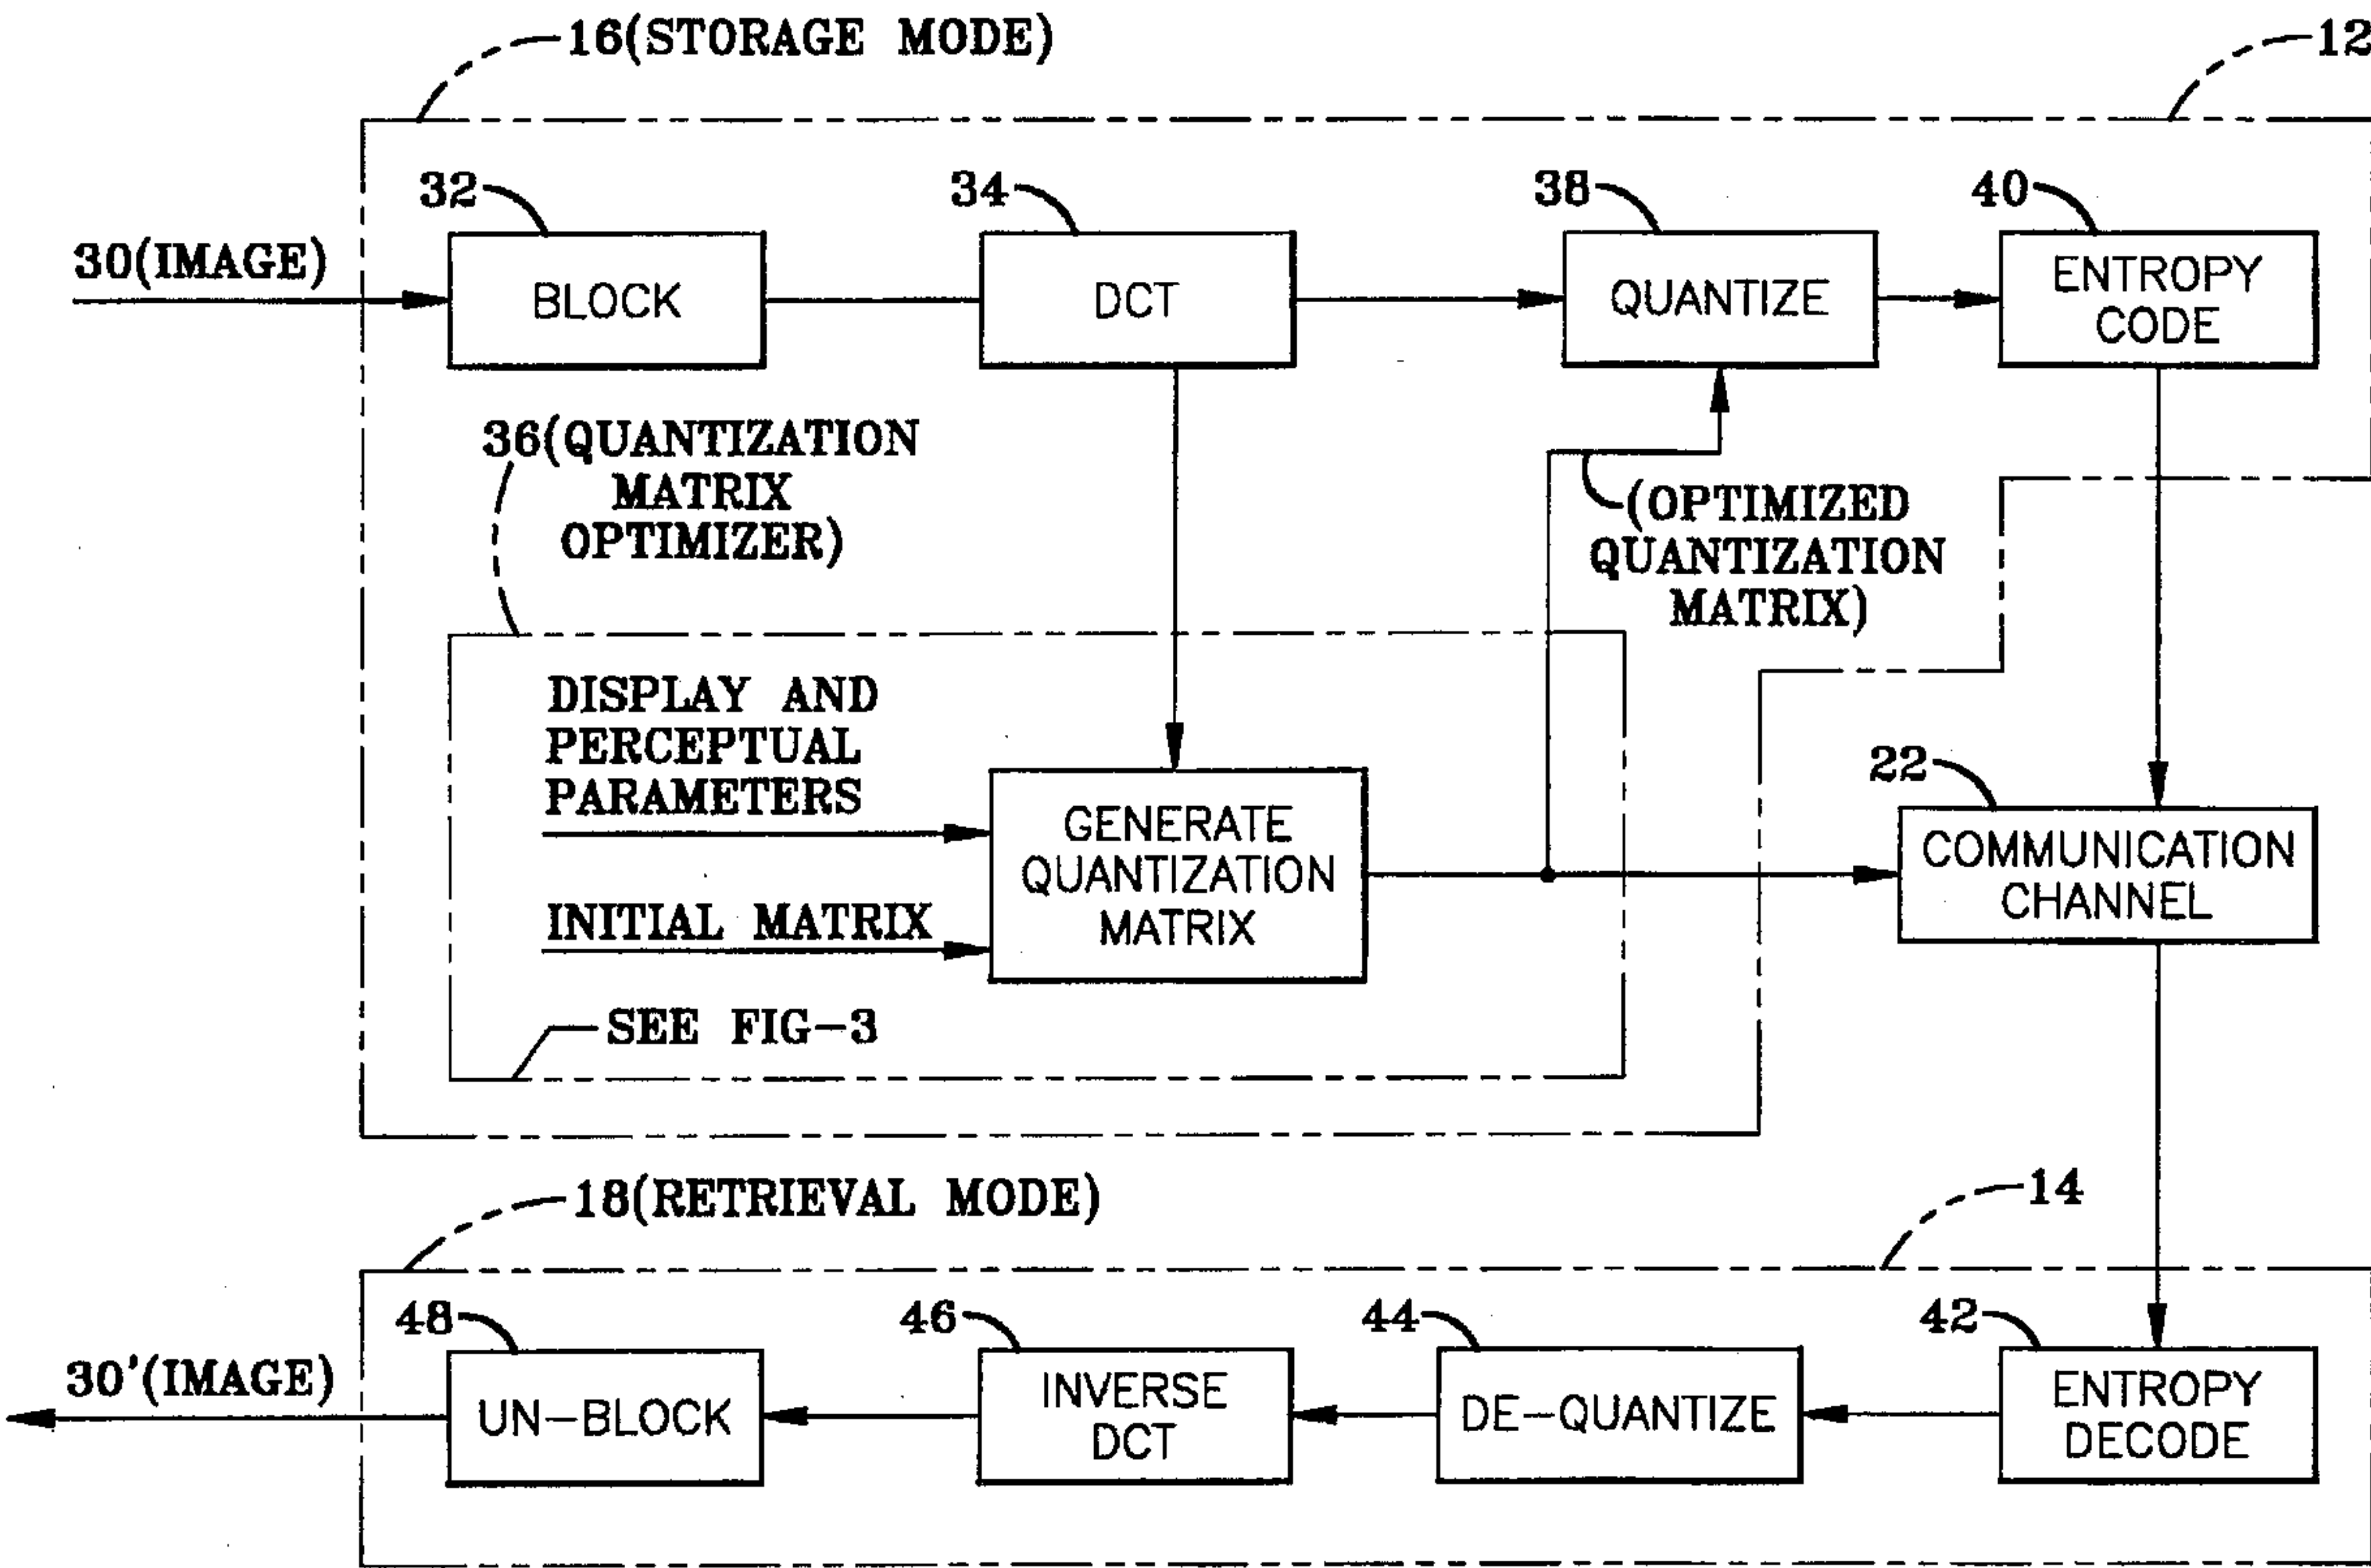 16(STORAGE MODE)
12
32
34
38
40
30(IMAGE)
BLOCK
DCT
QUANTIZE
ENTROPY
CODE
36(QUANTIZATION
MATRIX
OPTIMIZER)
(OPTIMIZED
QUANTIZATION
MATRIX)
DISPLAY AND
PERCEPTUAL
PARAMETERS
INITIAL MATRIX
GENERATE
QUANTIZATION
MATRIX
22
COMMUNICATION
CHANNEL
SEE FIG-3
18(RETRIEVAL MODE)
14
48
46
44
42
30'(IMAGE)
UN-BLOCK
INVERSE
DCT
DE-QUANTIZE
ENTROPY
DECODE